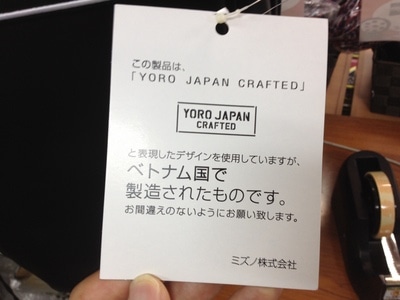 この製品は、
「YORO JAPAN CRAFTED」
YORO JAPAN
CRAFTED
と表現したデザインを使用していますが、
ベトナム国で
製造されたものです。
お間違えのないようにお願い致します。
ミズノ株式会社